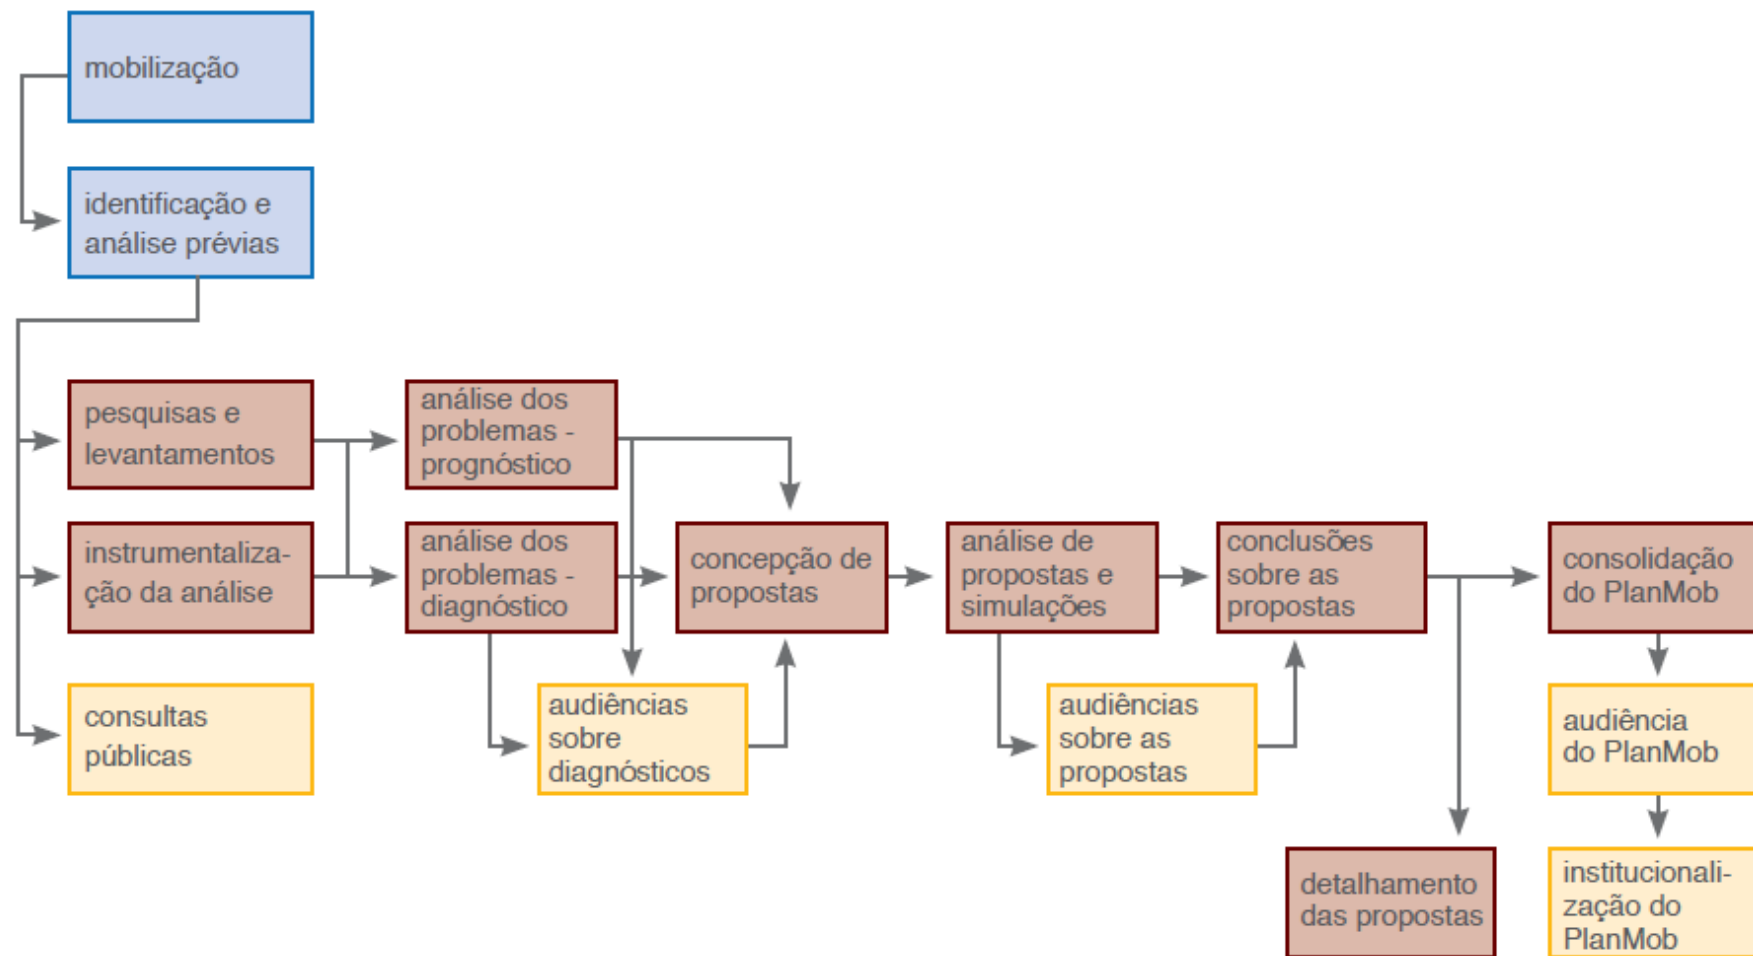 mobilização
identificação e
análise prévias
pesquisas e
levantamentos
análise dos
problemas -
prognóstico
instrumentaliza-
ção da análise
análise dos
problemas -
diagnóstico
concepção de
propostas
análise de
propostas e
simulações
conclusões
sobre as
propostas
consolidação
do PlanMob
consultas
públicas
audiências
sobre
diagnósticos
audiências
sobre as
propostas
audiência
do PlanMob
detalhamento
das propostas
institucionali-
zação do
PlanMob